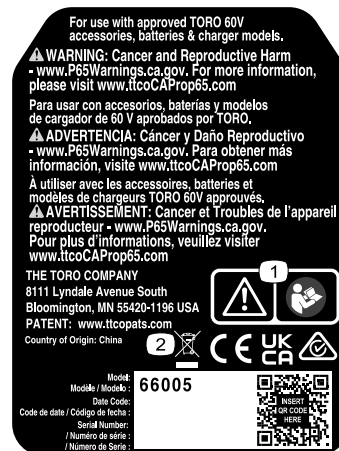 For use with approved TORO 60V
accessories, batteries & charger models.
WARNING: Cancer and Reproductive Harm
- www.P65Warnings.ca.gov. For more information,
please visit www.ttcoCAProp65.com
Para usar con accesorios, baterías y modelos
de cargador de 60 V aprobados por TORO.
ADVERTENCIA: Cáncer y Daño Reproductivo
- www.P65Warnings.ca.gov. Para obtener más
información, visite www.ttcoCAProp65.com
À utiliser avec les accessoires, batteries et
modèles de chargeurs TORO 60V approuvés.
AVERTISSEMENT: Cancer et Troubles de l'appareil
reproducteur - www.P65Warnings.ca.gov.
Pour plus d'informations, veuillez visiter
www.ttcoCAProp65.com
THE TORO COMPANY
8111 Lyndale Avenue South
Bloomington, MN 55420-1196 USA
PATENT: www.ttcopats.com
Country of Origin: China
1
2
CE UK CA
Model:
Modèle / Modelo :
66005
Date Code:
Code de date / Código de fecha :
Serial Number:
/ Numéro de série :
/ Número de Serie :
INSERT
QR CODE
HERE